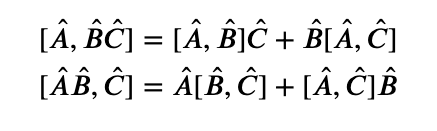 [Â, B̂Ĉ] = [Â, B̂]Ĉ + B̂[Â, Ĉ]
[ÂB̂, Ĉ] = Â[B̂, Ĉ] + [Â, Ĉ]B̂